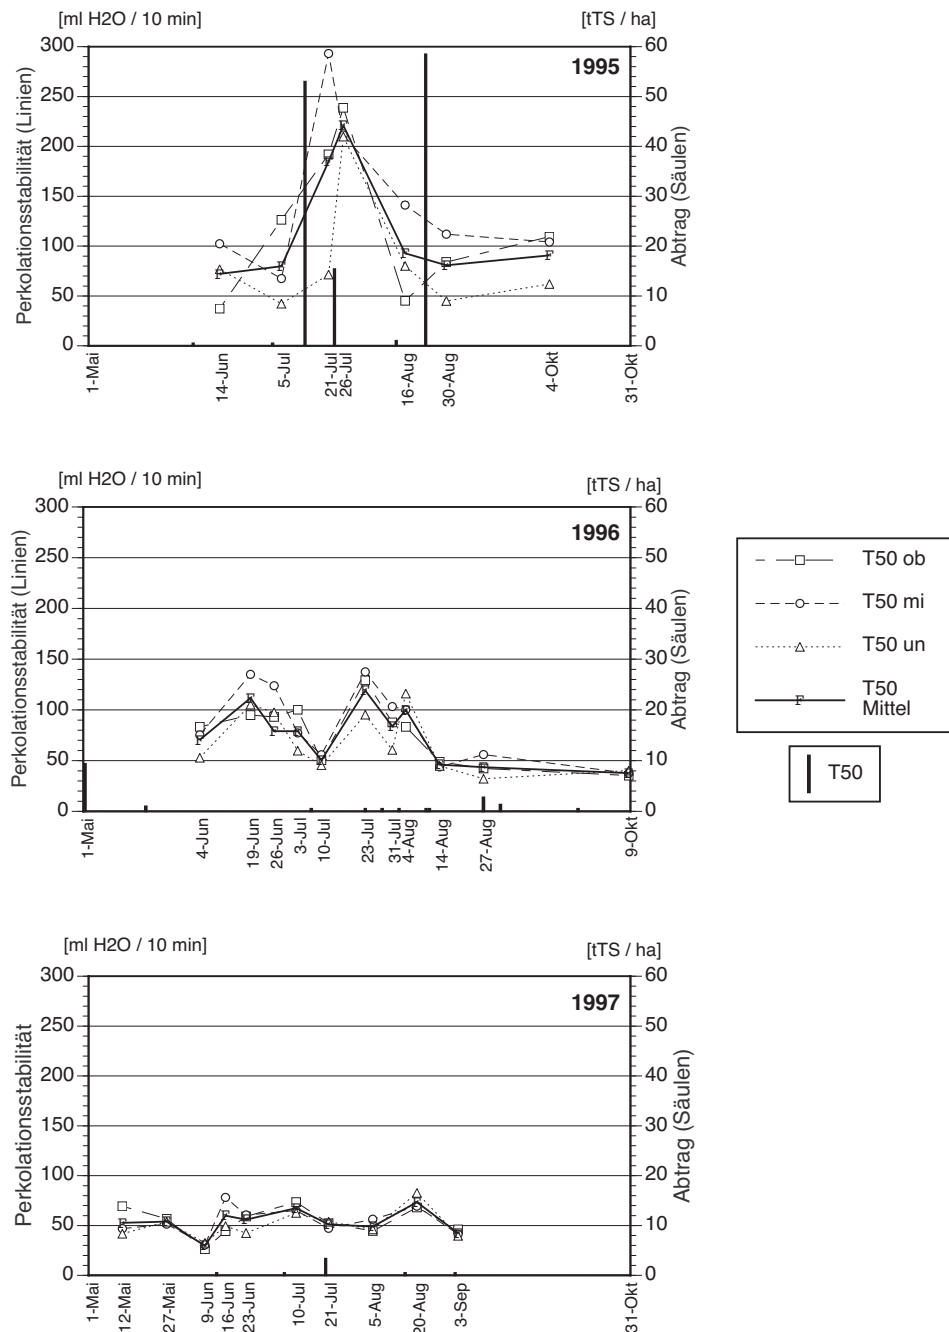 [ml H2O / 10 min]
[tTS / ha]
Perkolationsstabilität (Linien)
300
250
200
150
100
50
0
1995
60
50
40
30
20
10
0
Abtrag (Säulen)
1-Mai
14-Jun
5-Jul
21-Jul
26-Jul
16-Aug
30-Aug
4-Okt
31-Okt
[ml H2O / 10 min]
[tTS / ha]
Perkolationsstabilität (Linien)
300
250
200
150
100
50
0
1996
60
50
40
30
20
10
0
Abtrag (Säulen)
1-Mai
4-Jun
19-Jun
26-Jun
3-Jul
10-Jul
23-Jul
31-Jul
4-Aug
14-Aug
27-Aug
9-Okt
T50 ob
T50 mi
T50 un
T50
Mittel
T50
[ml H2O / 10 min]
[tTS / ha]
Perkolationsstabilität
300
250
200
150
100
50
0
1997
60
50
40
30
20
10
0
Abtrag (Säulen)
1-Mai
12-Mai
27-Mai
9-Jun
16-Jun
23-Jun
10-Jul
21-Jul
5-Aug
20-Aug
3-Sep
31-Okt